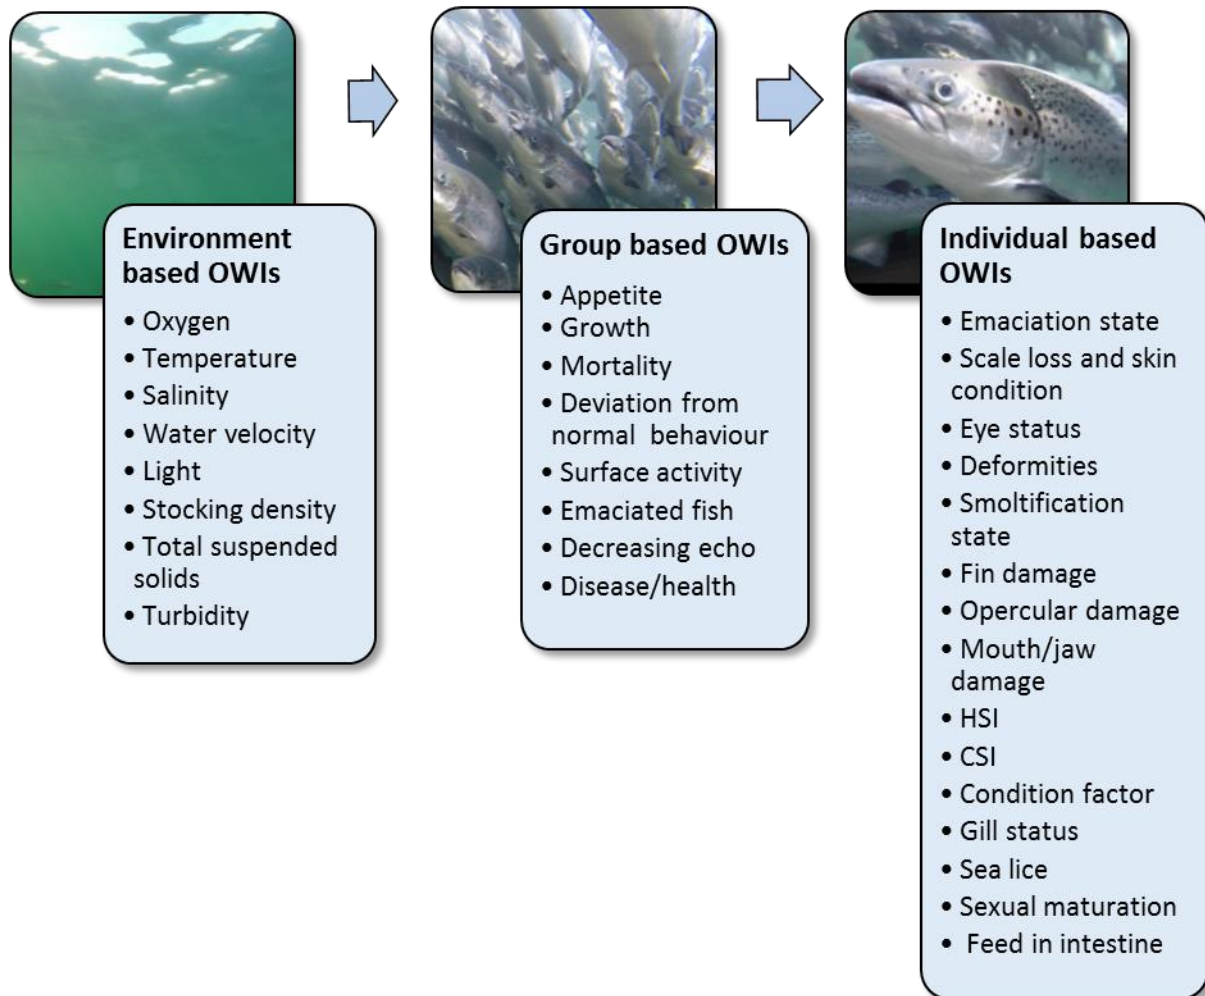 Environment
based OWIs
• Oxygen
• Temperature
• Salinity
• Water velocity
• Light
• Stocking density
• Total suspended
solids
• Turbidity
Group based OWIs
• Appetite
• Growth
• Mortality
• Deviation from
normal behaviour
• Surface activity
• Emaciated fish
• Decreasing echo
• Disease/health
Individual based
OWIs
• Emaciation state
• Scale loss and skin
condition
• Eye status
• Deformities
• Smoltification
state
• Fin damage
• Opercular damage
• Mouth/jaw
damage
• HSI
• CSI
• Condition factor
• Gill status
• Sea lice
• Sexual maturation
• Feed in intestine